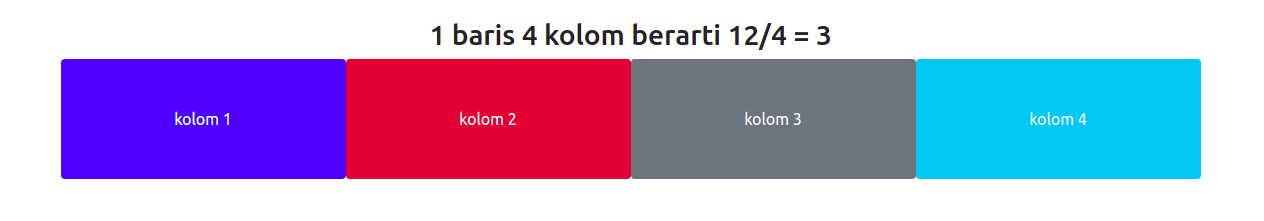 1 baris 4 kolom berarti 12/4 = 3
kolom 1
kolom 2
kolom 3
kolom 4